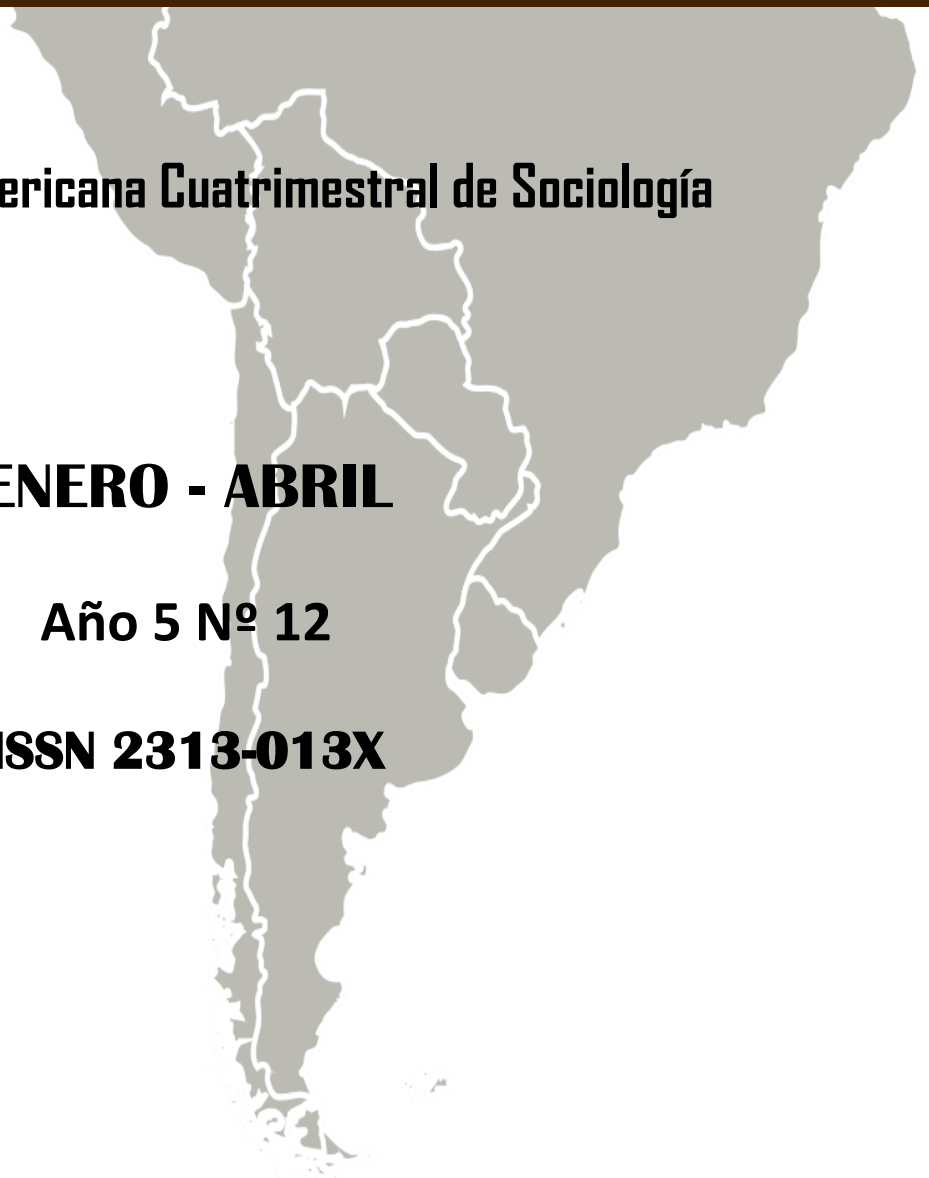 ericana Cuatrimestral de Sociología
ENERO - ABRIL
Año 5 Nº 12
ISSN 2313-013X